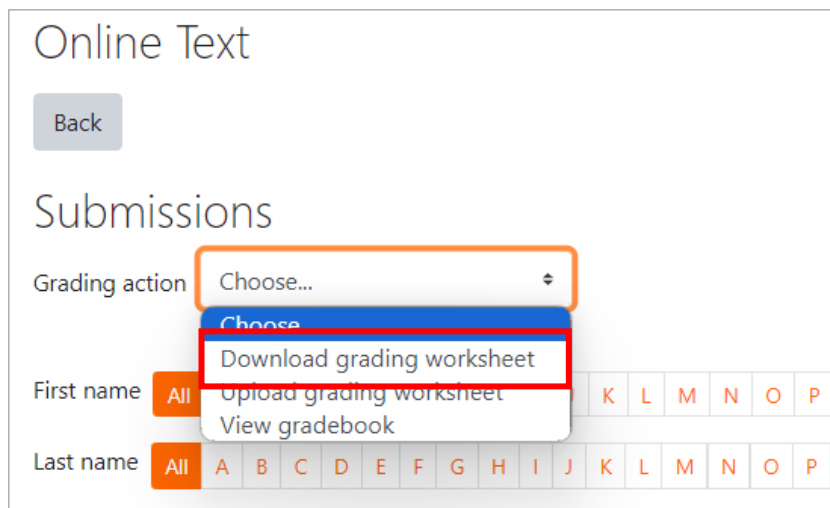 Online Text
Back
Submissions
Grading action Choose...
Choose
Download grading worksheet
Upload grading worksheet
View gradebook
First name All K L M N O P
Last name All A B C D E F G H I J K L M N O P